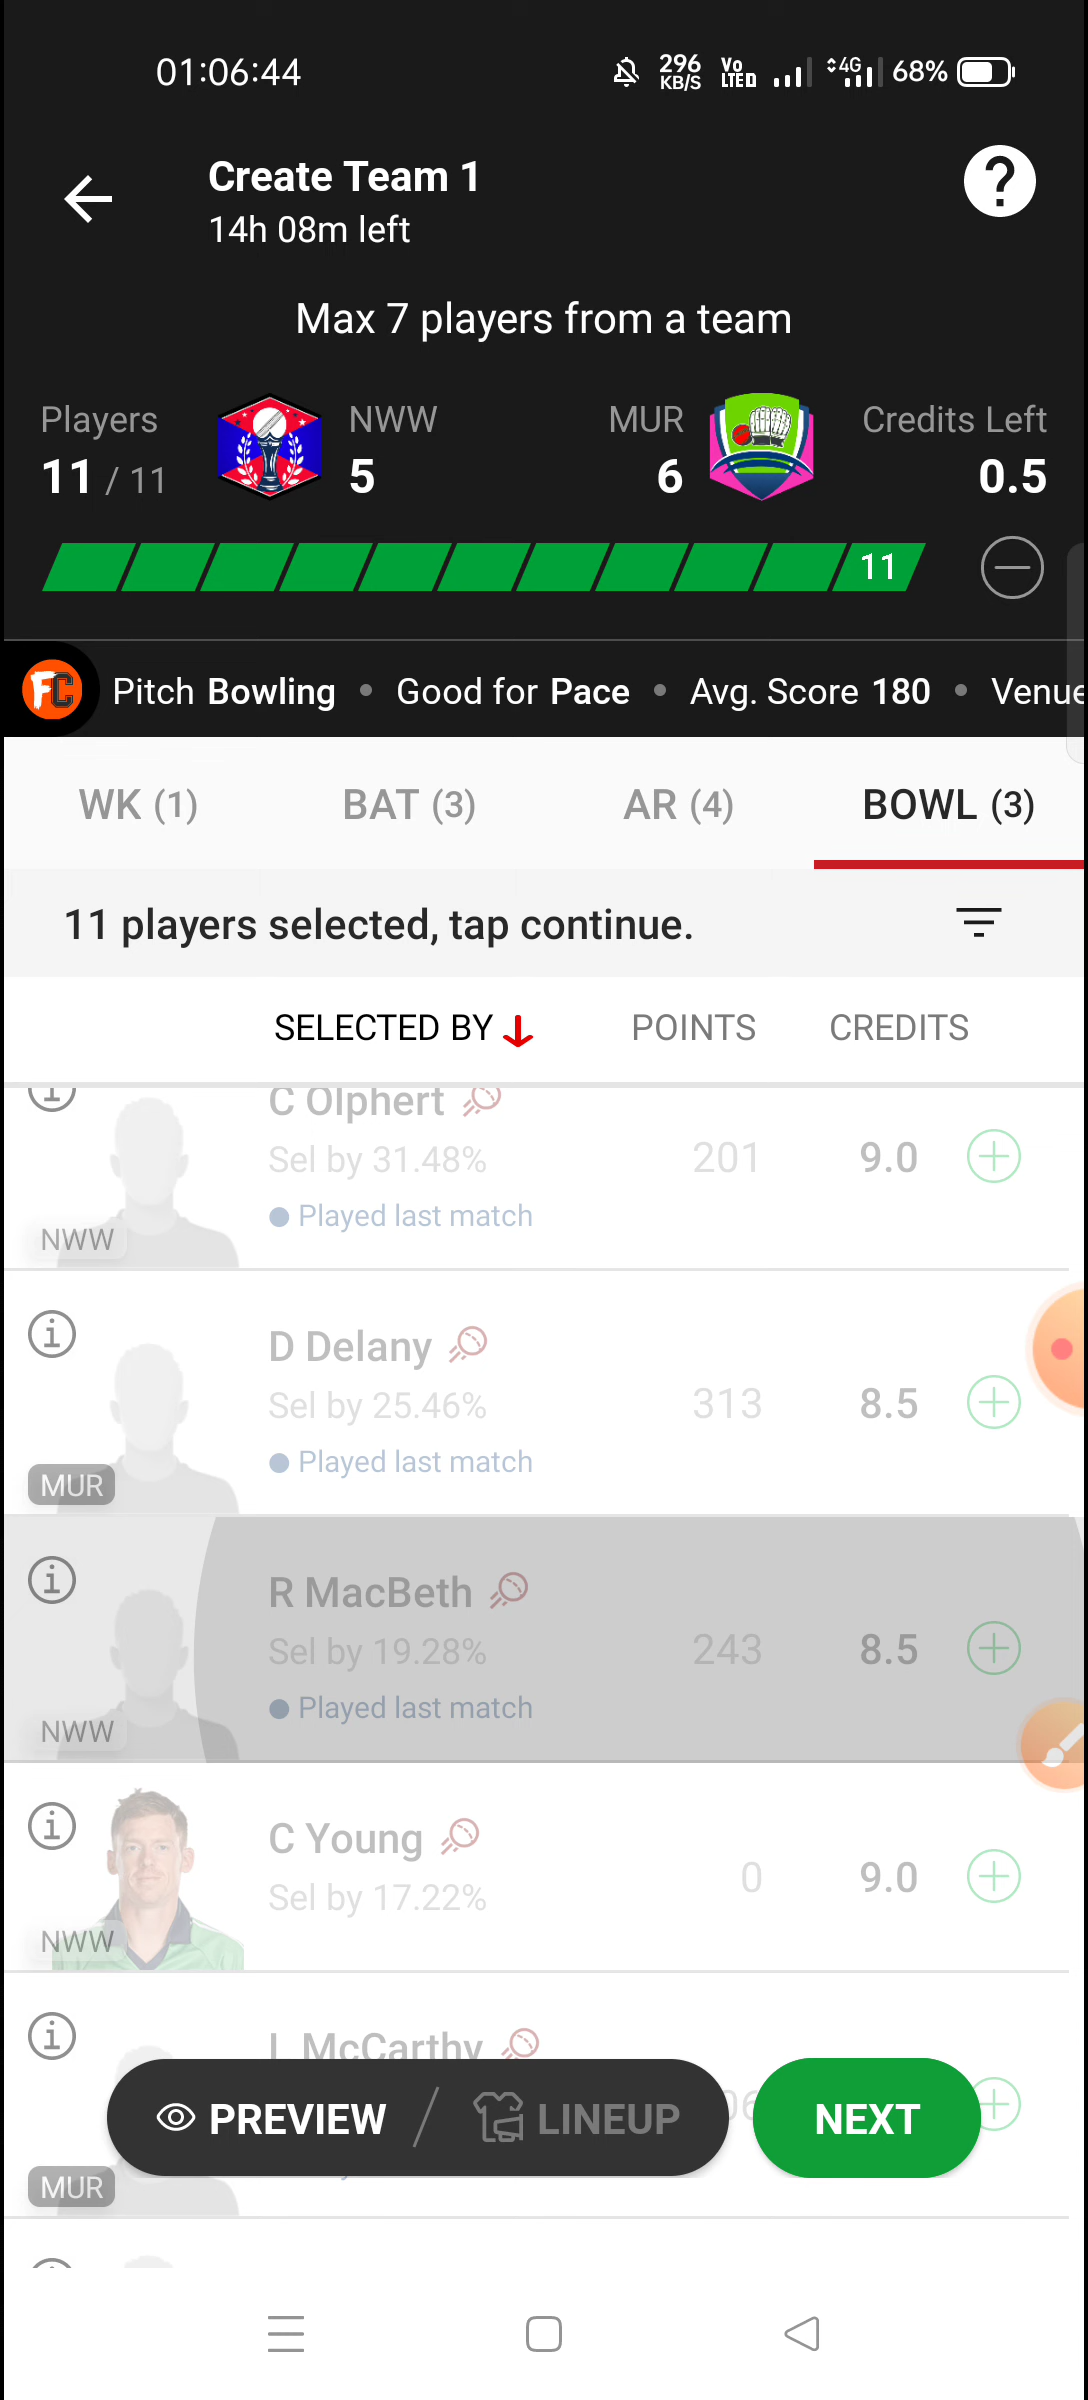 01:06:44
296 KB/S Vo LTED 4G 68%
Create Team 1
14h 08m left
Max 7 players from a team
Players NWW MUR Credits Left
11 / 11 5 6 0.5
11
FC Pitch Bowling • Good for Pace • Avg. Score 180 • Venue
WK (1) BAT (3) AR (4) BOWL (3)
11 players selected, tap continue.
SELECTED BY POINTS CREDITS
C Olphert
Sel by 31.48% 201 9.0
Played last match
NWW
D Delany
Sel by 25.46% 313 8.5
Played last match
MUR
R MacBeth
Sel by 19.28% 243 8.5
Played last match
NWW
C Young
Sel by 17.22% 0 9.0
NWW
L McCarthy
PREVIEW / LINEUP NEXT
MUR